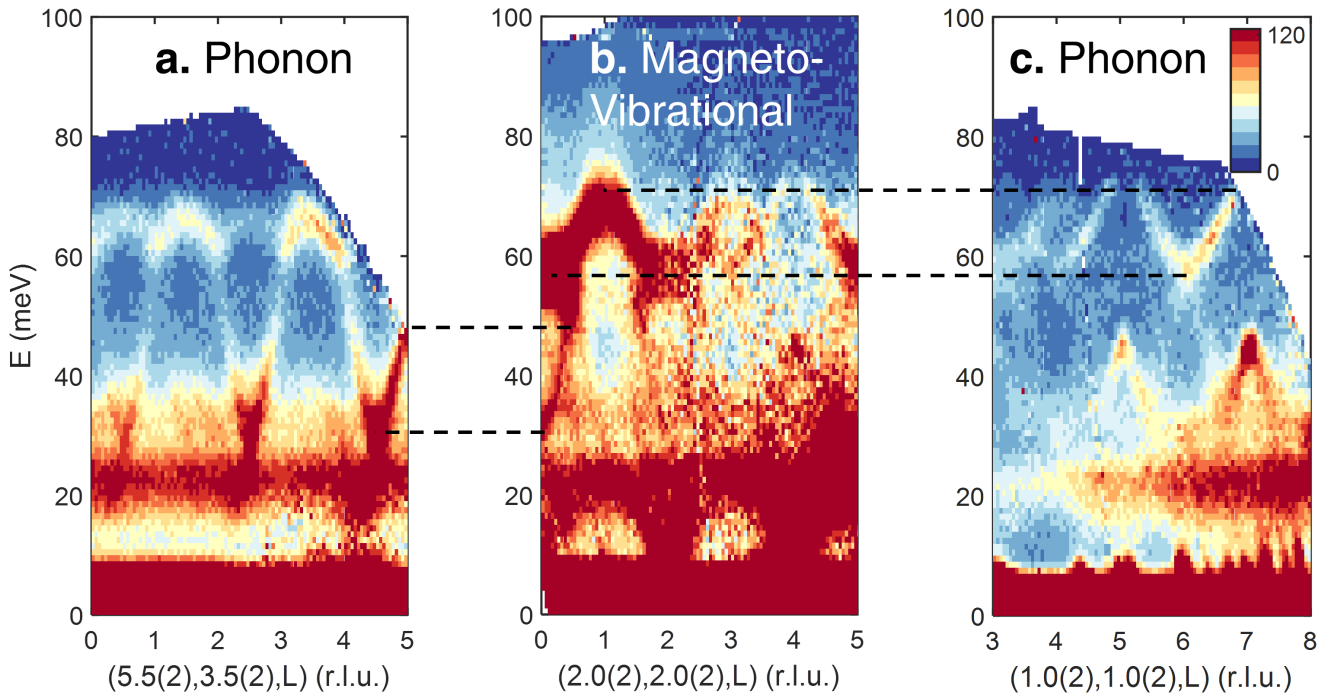 a. Phonon
b. Magneto-
Vibrational
c. Phonon
120
0
E (meV)
100
80
60
40
20
0
0 1 2 3 4 5
(5.5(2),3.5(2),L) (r.l.u.)
100
80
60
40
20
0
0 1 2 3 4 5
(2.0(2),2.0(2),L) (r.l.u.)
100
80
60
40
20
0
3 4 5 6 7 8
(1.0(2),1.0(2),L) (r.l.u.)